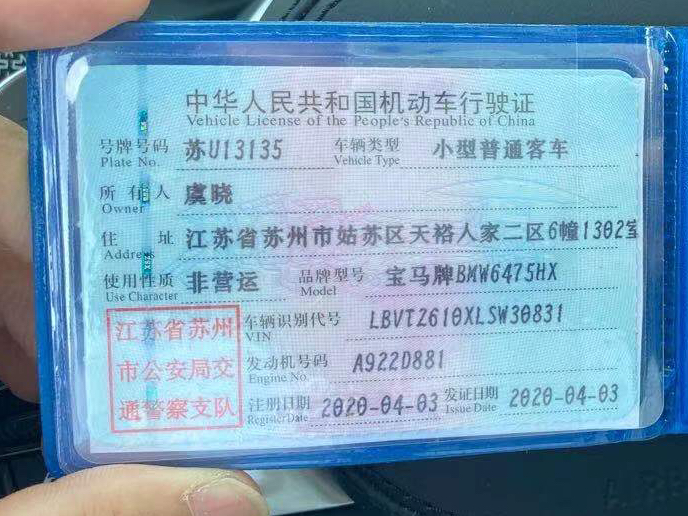 中华人民共和国机动车行驶证
Vehicle License of the People's Republic of China
号牌号码 苏U13135 车辆类型 小型普通客车
Plate No. Vehicle Type
所有人 虞晓
Owner
住址 江苏省苏州市姑苏区天裕人家二区6幢1302室
Address
使用性质 非营运 品牌型号 宝马牌BMW6475HX
Use Character Model
江苏省苏州 车辆识别代号 LBVTZ610XLSW30831
VIN
市公安局交 发动机号码 A922D881
Engine No.
通警察支队 注册日期 2020-04-03 发证日期 2020-04-03
Register Date Issue Date